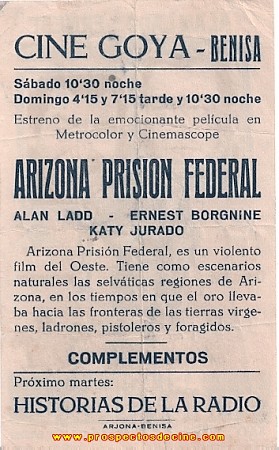 CINE GOYA - BENISA
Sábado 10'30 noche
Domingo 4'15 y 7'15 tarde y 10'30 noche
Estreno de la emocionante película en
Metrocolor y Cinemascope
ARIZONA PRISION FEDERAL
ALAN LADD - ERNEST BORGNINE
KATY JURADO
Arizona Prisión Federal, es un violento
film del Oeste. Tiene como escenarios
naturales las selváticas regiones de Ari-
zona, en los tiempos en que el oro lleva-
ba hacia las fronteras de las tierras vírge-
nes, ladrones, pistoleros y foragidos.
COMPLEMENTOS
Próximo martes:
HISTORIAS DE LA RADIO
ARJONA-BENISA
www.prospectosdecine.com